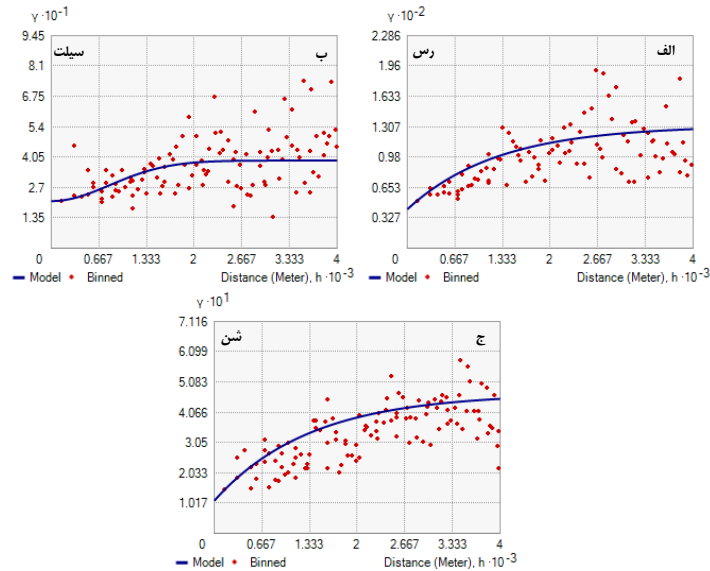 γ ·10⁻¹
9.45
8.1
6.75
5.4
4.05
2.7
1.35
0 0.667 1.333 2 2.667 3.333 4
سیلت ب
Model Binned Distance (Meter), h ·10⁻³
γ ·10⁻²
2.286
1.96
1.633
1.307
0.98
0.653
0.327
0 0.667 1.333 2 2.667 3.333 4
رس الف
Model Binned Distance (Meter), h ·10⁻³
γ ·10¹
7.116
6.099
5.083
4.066
3.05
2.033
1.017
0 0.667 1.333 2 2.667 3.333 4
شن ج
Model Binned Distance (Meter), h ·10⁻³